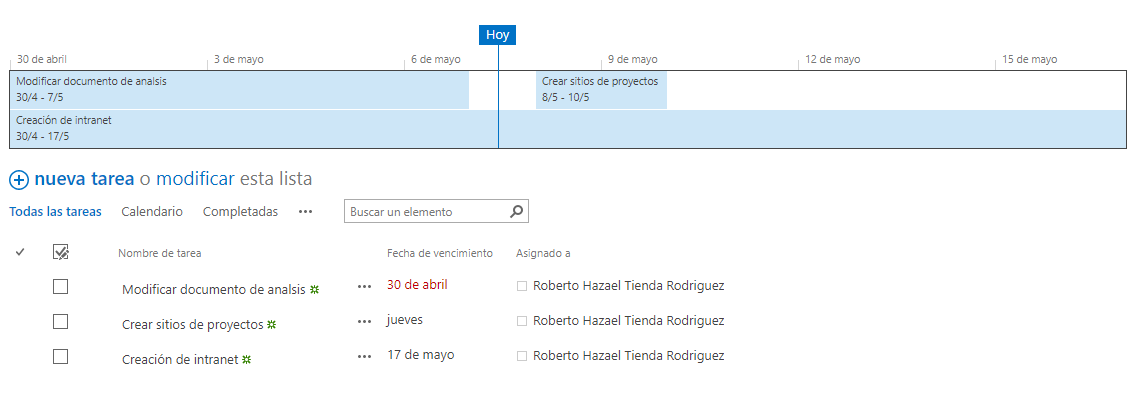 Hoy
30 de abril 3 de mayo 6 de mayo 9 de mayo 12 de mayo 15 de mayo
Modificar documento de analsis Crear sitios de proyectos
30/4 - 7/5 8/5 - 10/5
Creación de intranet
30/4 - 17/5
nueva tarea o modificar esta lista
Todas las tareas Calendario Completadas ••• Buscar un elemento
Nombre de tarea Fecha de vencimiento Asignado a
Modificar documento de analsis ••• 30 de abril Roberto Hazael Tienda Rodriguez
Crear sitios de proyectos ••• jueves Roberto Hazael Tienda Rodriguez
Creación de intranet ••• 17 de mayo Roberto Hazael Tienda Rodriguez